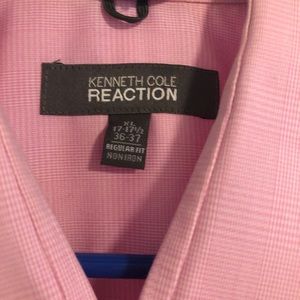 KENNETH COLE
REACTION
XL
17-17½
36-37
REGULAR FIT
NON IRON